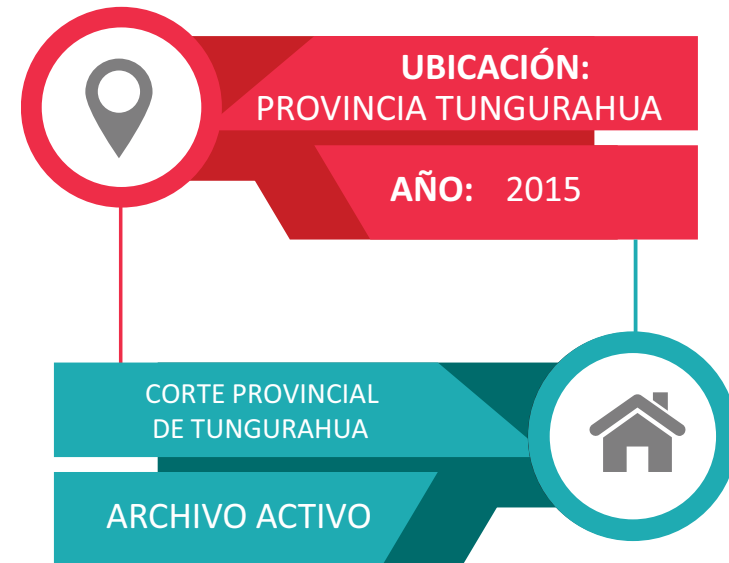 UBICACIÓN:
PROVINCIA TUNGURAHUA
AÑO: 2015
CORTE PROVINCIAL
DE TUNGURAHUA
ARCHIVO ACTIVO